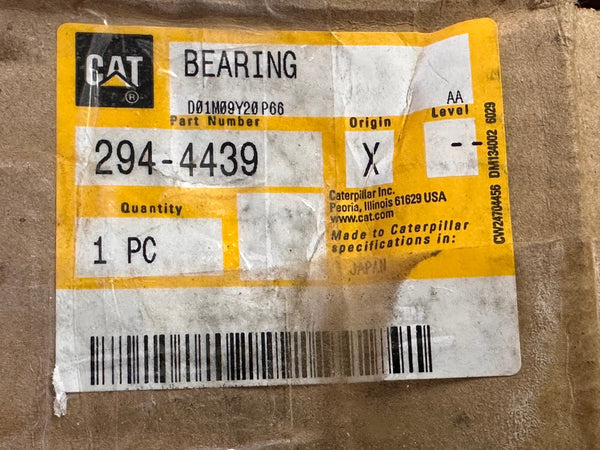 CAT
®
BEARING
D01M09Y20P66
AA
Part Number
Origin
Level
294-4439
X
--
Quantity
1 PC
Caterpillar Inc.
Peoria, Illinois 61629 USA
www.cat.com
Made to Caterpillar
specifications in:
JAPAN
CW24704456 DM134002 6029